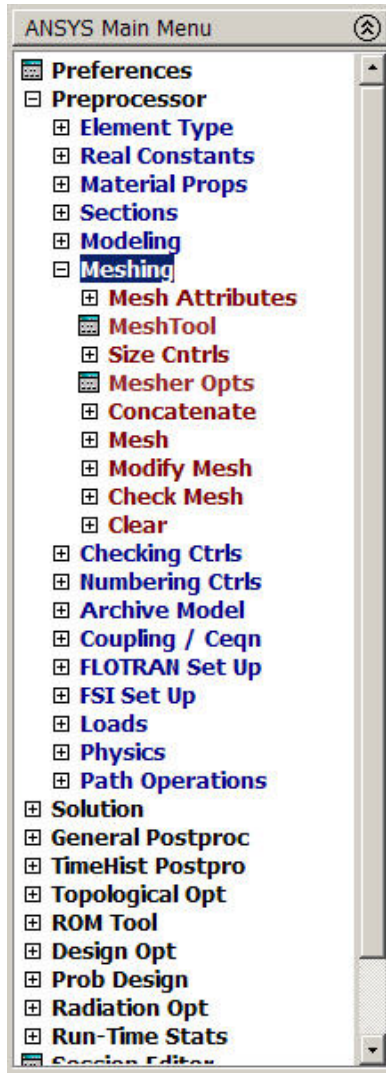 ANSYS Main Menu
Preferences
Preprocessor
Element Type
Real Constants
Material Props
Sections
Modeling
Meshing
Mesh Attributes
MeshTool
Size Cntrls
Mesher Opts
Concatenate
Mesh
Modify Mesh
Check Mesh
Clear
Checking Ctrls
Numbering Ctrls
Archive Model
Coupling / Ceqn
FLOTRAN Set Up
FSI Set Up
Loads
Physics
Path Operations
Solution
General Postproc
TimeHist Postpro
Topological Opt
ROM Tool
Design Opt
Prob Design
Radiation Opt
Run-Time Stats
Session Editor